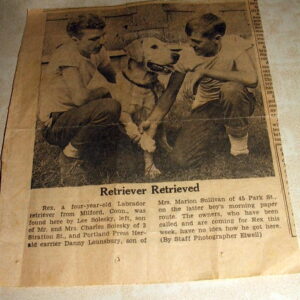 Retriever Retrieved
Rex, a four-year-old Labrador
retriever from Milford, Conn., was
found here by Lee Solesky, left, son
of Mr. and Mrs. Charles Solesky of 2
Stratton St., and Portland Press Her-
ald carrier Danny Lounsbury, son of
Mrs. Marion Sullivan of 45 Park St.,
on the latter boy's morning paper
route. The owners, who have been
called and are coming for Rex this
week, have no idea how he got here.
(By Staff Photographer Elwell)